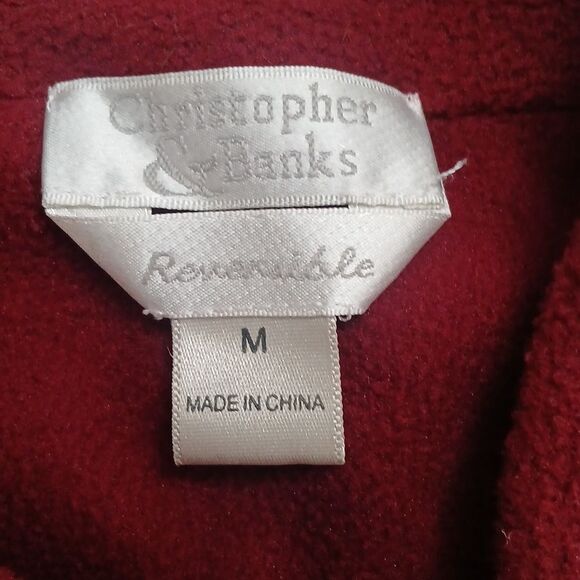 Christopher
& Banks
Reversible
M
MADE IN CHINA